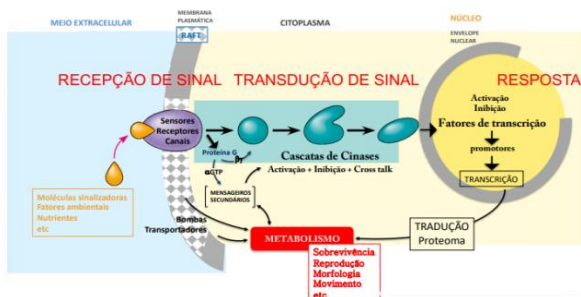 MEIO EXTRACELULAR
MEMBRANA
PLASMÁTICA
RAFT
CITOPLASMA
NÚCLEO
ENVELOPE
NUCLEAR
RECEPÇÃO DE SINAL
TRANSDUÇÃO DE SINAL
RESPOSTA
Sensores
Receptores
Canais
Proteína G
βγ
αGTP
MENSAGEIROS
SECUNDÁRIOS
Cascatas de Cinases
Activação + Inibição + Cross talk
Activação
Inibição
Fatores de transcrição
promotores
TRANSCRIÇÃO
Moléculas sinalizadoras
Fatores ambientais
Nutrientes
etc
Bombas
Transportadores
METABOLISMO
TRADUÇÃO
Proteoma
Sobrevivência
Reprodução
Morfologia
Movimento
etc